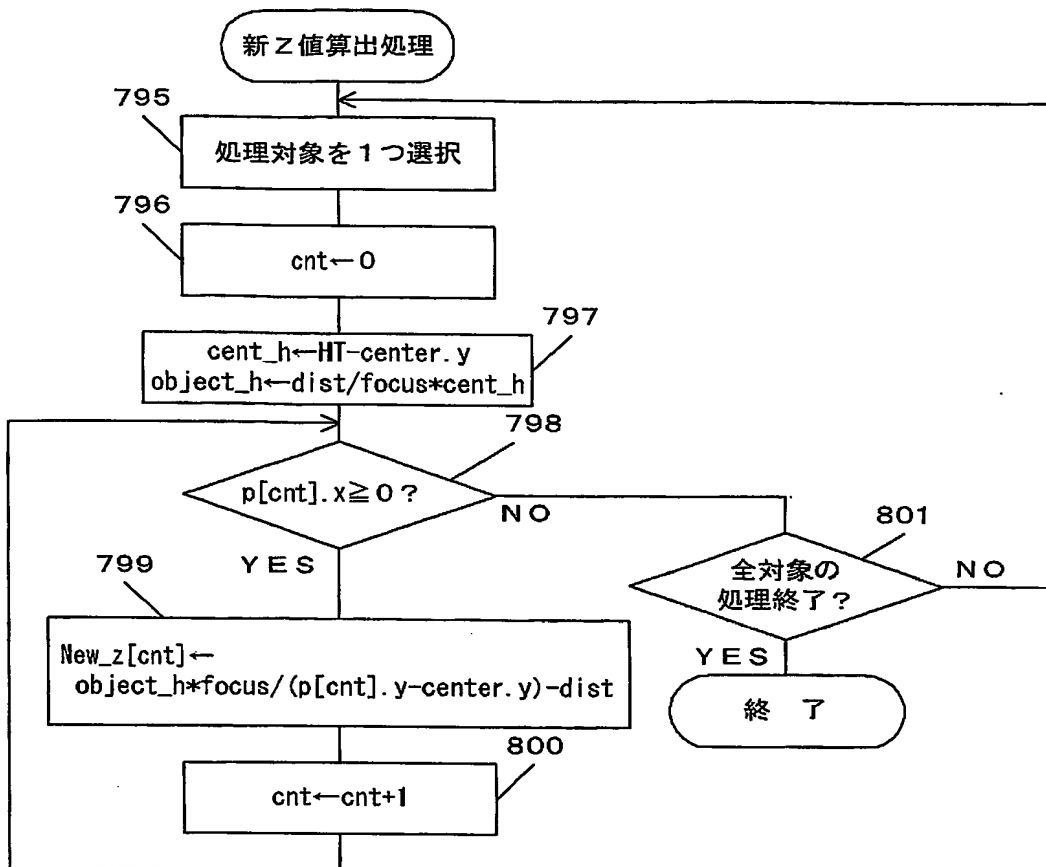 新Z値算出処理
795
処理対象を1つ選択
796
cnt←0
797
cent_h←HT-center.y
object_h←dist/focus*cent_h
798
p[cnt].x≧0?
NO
YES
801
全対象の
処理終了?
NO
YES
終 了
799
New_z[cnt]←
object_h*focus/(p[cnt].y-center.y)-dist
800
cnt←cnt+1